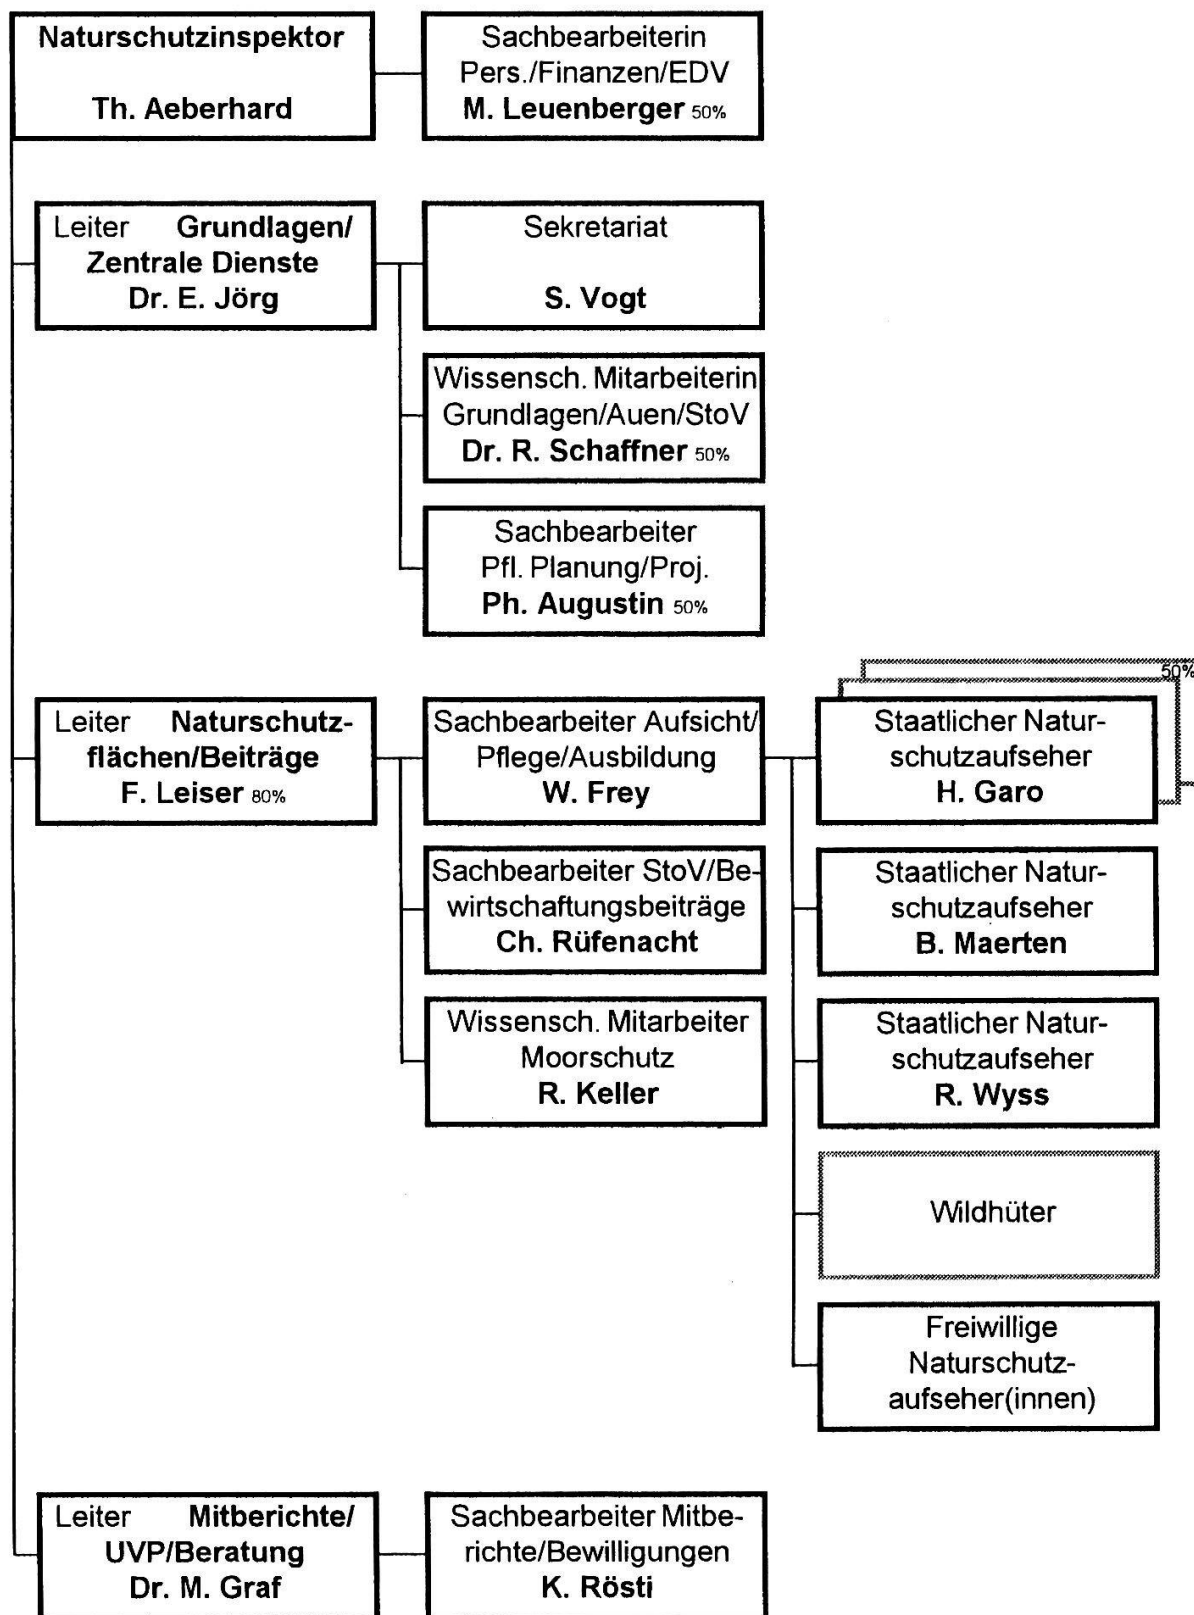 Naturschutzinspektor
Th. Aeberhard
Sachbearbeiterin
Pers./Finanzen/EDV
M. Leuenberger 50%
Leiter Grundlagen/
Zentrale Dienste
Dr. E. Jörg
Sekretariat
S. Vogt
Wissensch. Mitarbeiterin
Grundlagen/Auen/StoV
Dr. R. Schaffner 50%
Sachbearbeiter
Pfl. Planung/Proj.
Ph. Augustin 50%
Leiter Naturschutz-
flächen/Beiträge
F. Leiser 80%
Sachbearbeiter Aufsicht/
Pflege/Ausbildung
W. Frey
50%
Staatlicher Natur-
schutzaufseher
H. Garo
Sachbearbeiter StoV/Be-
wirtschaftungsbeiträge
Ch. Rüfenacht
Staatlicher Natur-
schutzaufseher
B. Maerten
Wissensch. Mitarbeiter
Moorschutz
R. Keller
Staatlicher Natur-
schutzaufseher
R. Wyss
Wildhüter
Freiwillige
Naturschutz-
aufseher(innen)
Leiter Mitberichte/
UVP/Beratung
Dr. M. Graf
Sachbearbeiter Mitbe-
richte/Bewilligungen
K. Rösti